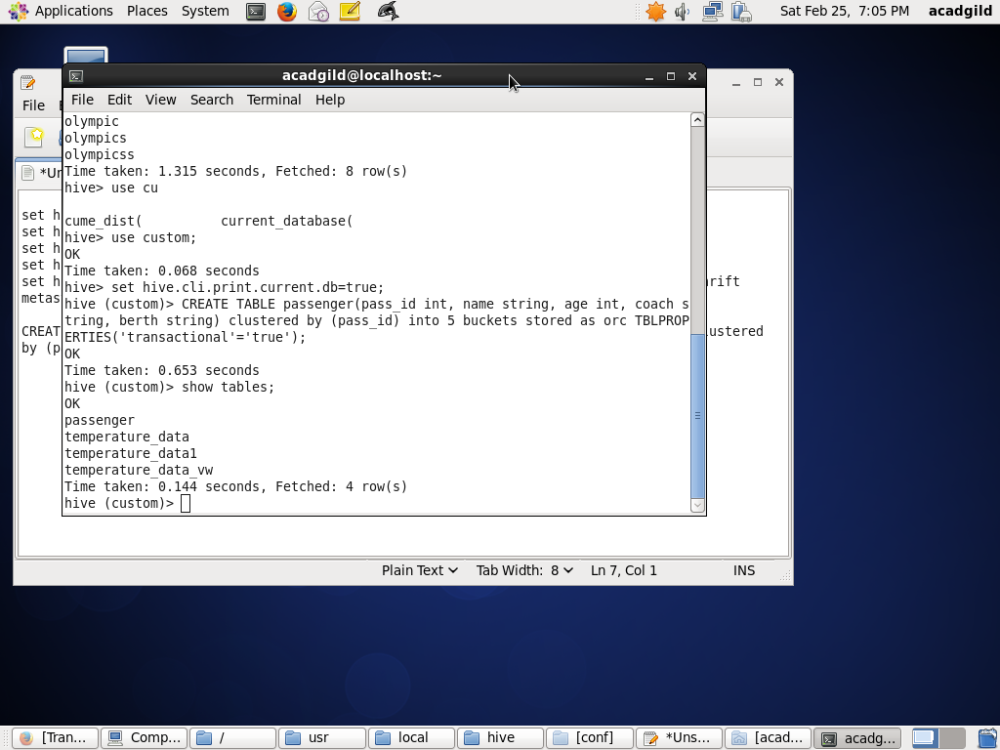 Applications Places System Sat Feb 25, 7:05 PM acadgild
acadgild@localhost:~
File
File Edit View Search Terminal Help
*Un
olympic
olympics
olympicss
Time taken: 1.315 seconds, Fetched: 8 row(s)
hive> use cu
cume_dist( current_database(
hive> use custom;
OK
Time taken: 0.068 seconds
hive> set hive.cli.print.current.db=true;
hive (custom)> CREATE TABLE passenger(pass_id int, name string, age int, coach s
tring, berth string) clustered by (pass_id) into 5 buckets stored as orc TBLPROP
ERTIES('transactional'='true');
OK
Time taken: 0.653 seconds
hive (custom)> show tables;
OK
passenger
temperature_data
temperature_data1
temperature_data_vw
Time taken: 0.144 seconds, Fetched: 4 row(s)
hive (custom)>
set h
set h
set h
set h
set h rift
metas
CREAT ustered
by (p
Plain Text Tab Width: 8 Ln 7, Col 1 INS
[Tran... Comp... / usr local hive [conf] *Uns... [acad... acadg...